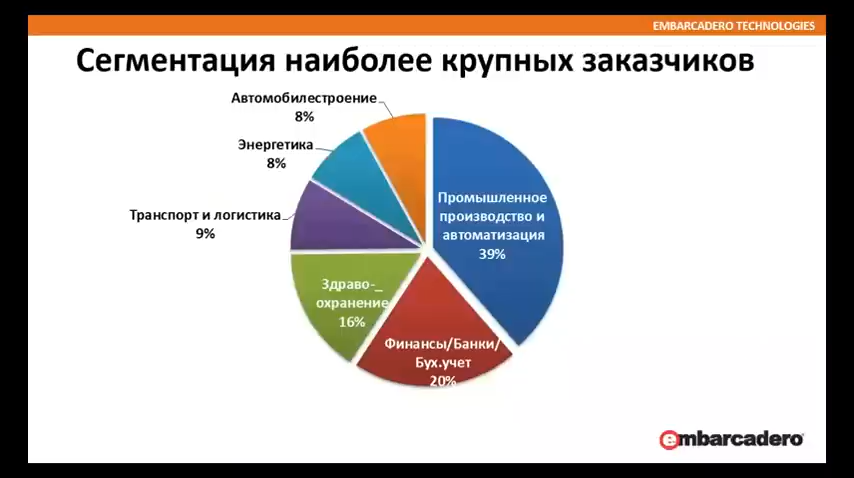 EMBARCADERO TECHNOLOGIES
Сегментация наиболее крупных заказчиков
Автомобилестроение
8%
Энергетика
8%
Транспорт и логистика
9%
Промышленное
производство и
автоматизация
39%
Здраво-_
охранение
16%
Финансы/Банки/
Бух.учет
20%
embarcadero